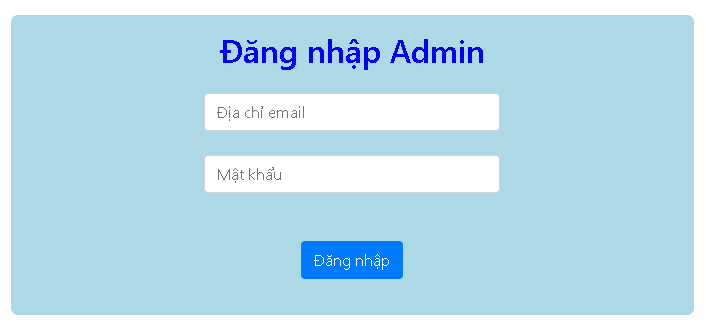 Đăng nhập Admin
Địa chỉ email
Mật khẩu
Đăng nhập